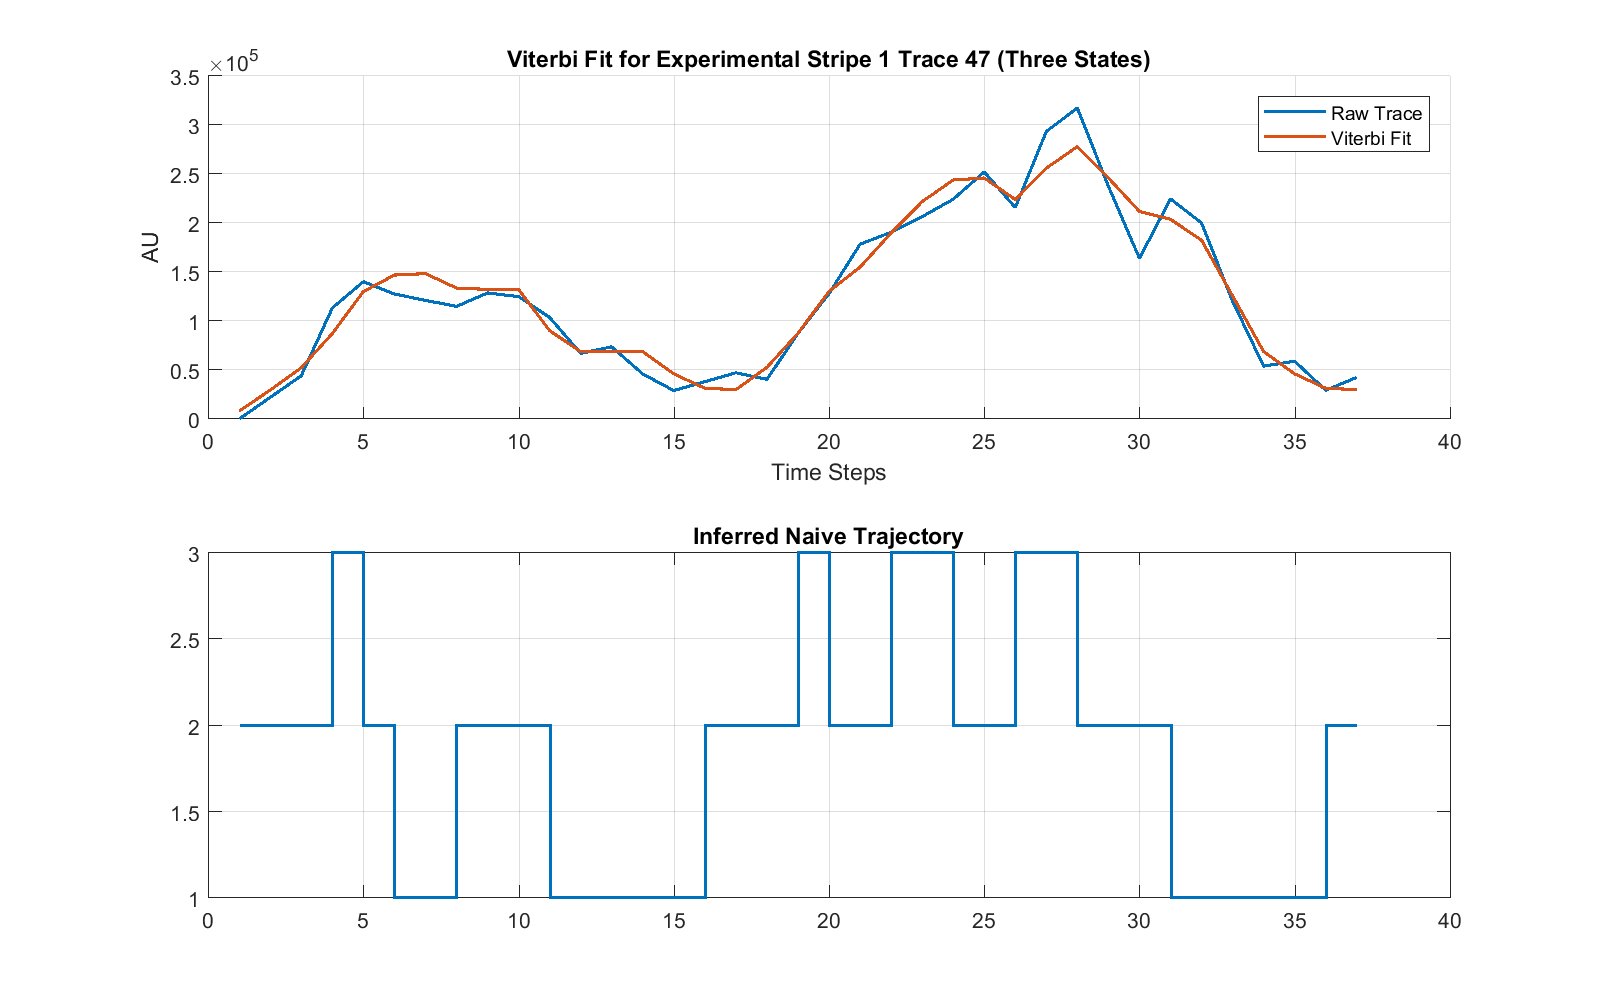 Viterbi Fit for Experimental Stripe 1 Trace 47 (Three States)
×10^5
3.5
3
2.5
2
1.5
1
0.5
0
AU
Raw Trace
Viterbi Fit
0 5 10 15 20 25 30 35 40
Time Steps
Inferred Naive Trajectory
3
2.5
2
1.5
1
0 5 10 15 20 25 30 35 40